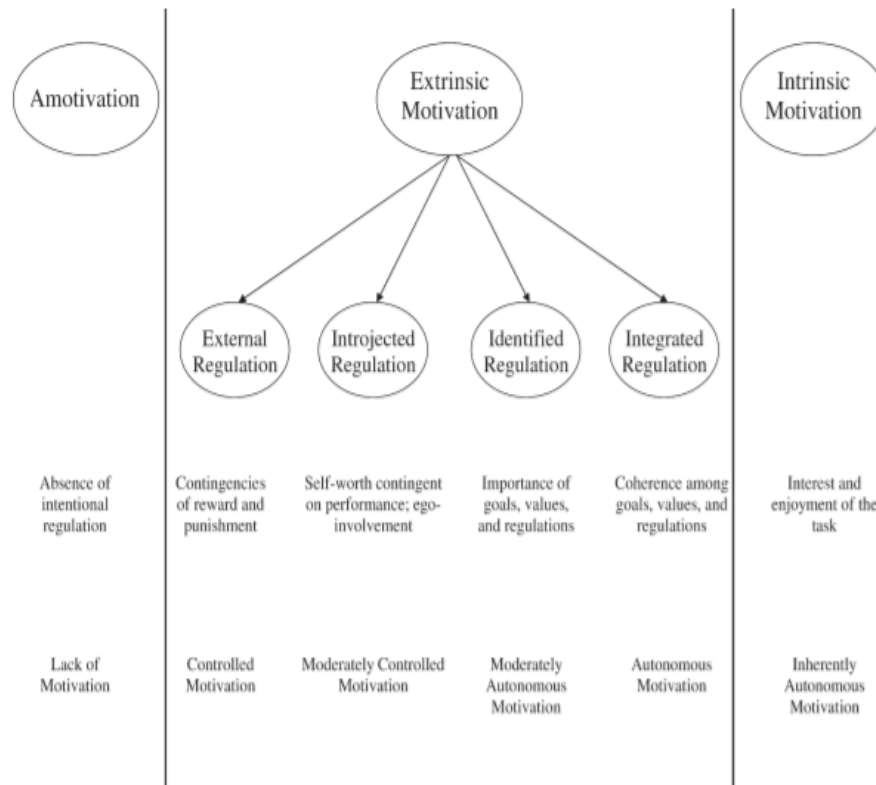 Amotivation
Extrinsic
Motivation
Intrinsic
Motivation
External
Regulation
Introjected
Regulation
Identified
Regulation
Integrated
Regulation
Absence of
intentional
regulation
Contingencies
of reward and
punishment
Self-worth contingent
on performance; ego-
involvement
Importance of
goals, values,
and regulations
Coherence among
goals, values, and
regulations
Interest and
enjoyment of the
task
Lack of
Motivation
Controlled
Motivation
Moderately Controlled
Motivation
Moderately
Autonomous
Motivation
Autonomous
Motivation
Inherently
Autonomous
Motivation